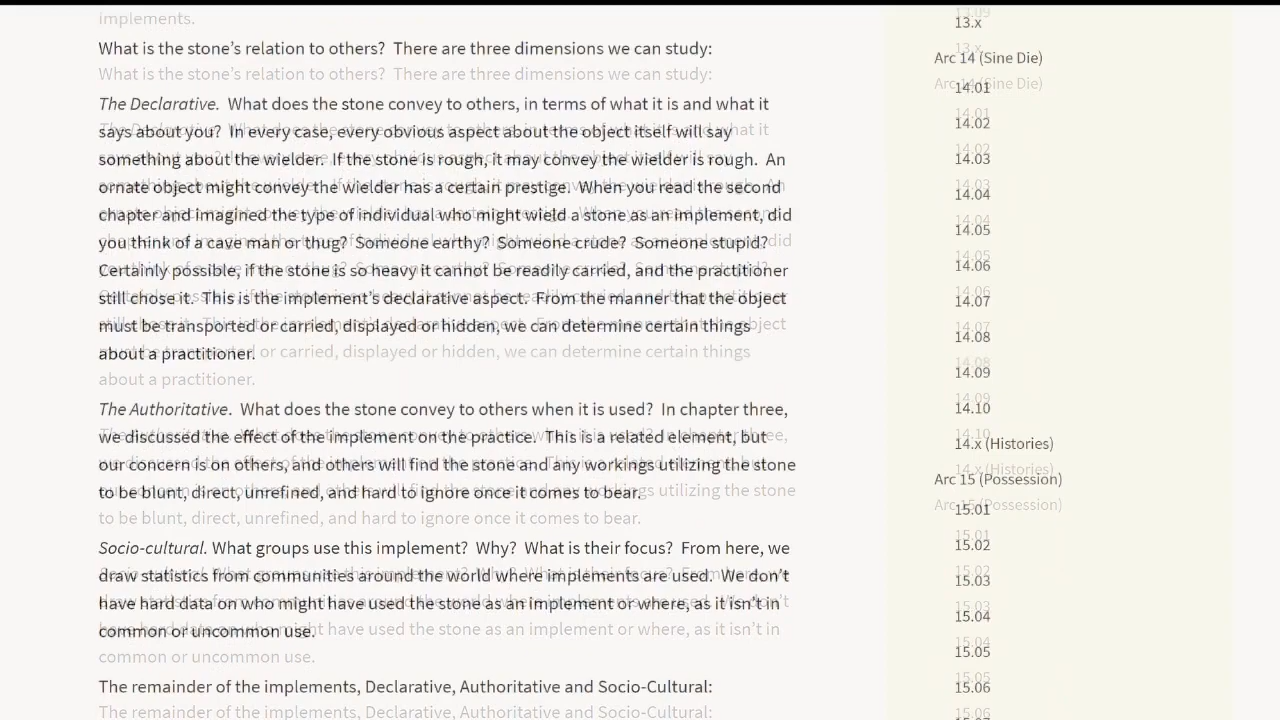 implements.
What is the stone’s relation to others?  There are three dimensions we can study:
The Declarative.  What does the stone convey to others, in terms of what it is and what it
says about you?  In every case, every obvious aspect about the object itself will say
something about the wielder.  If the stone is rough, it may convey the wielder is rough.  An
ornate object might convey the wielder has a certain prestige.  When you read the second
chapter and imagined the type of individual who might wield a stone as an implement, did
you think of a cave man or thug?  Someone earthy?  Someone crude?  Someone stupid?
Certainly possible, if the stone is so heavy it cannot be readily carried, and the practitioner
still chose it.  This is the implement’s declarative aspect.  From the manner that the object
must be transported or carried, displayed or hidden, we can determine certain things
about a practitioner.
The Authoritative.  What does the stone convey to others when it is used?  In chapter three,
we discussed the effect of the implement on the practice.  This is a related element, but
our concern is on others, and others will find the stone and any workings utilizing the stone
to be blunt, direct, unrefined, and hard to ignore once it comes to bear.
Socio-cultural. What groups use this implement?  Why?  What is their focus?  From here, we
draw statistics from communities around the world where implements are used.  We don’t
have hard data on who might have used the stone as an implement or where, as it isn’t in
common or uncommon use.
The remainder of the implements, Declarative, Authoritative and Socio-Cultural:
13.x
Arc 14 (Sine Die)
14.01
14.02
14.03
14.04
14.05
14.06
14.07
14.08
14.09
14.10
14.x (Histories)
Arc 15 (Possession)
15.01
15.02
15.03
15.04
15.05
15.06